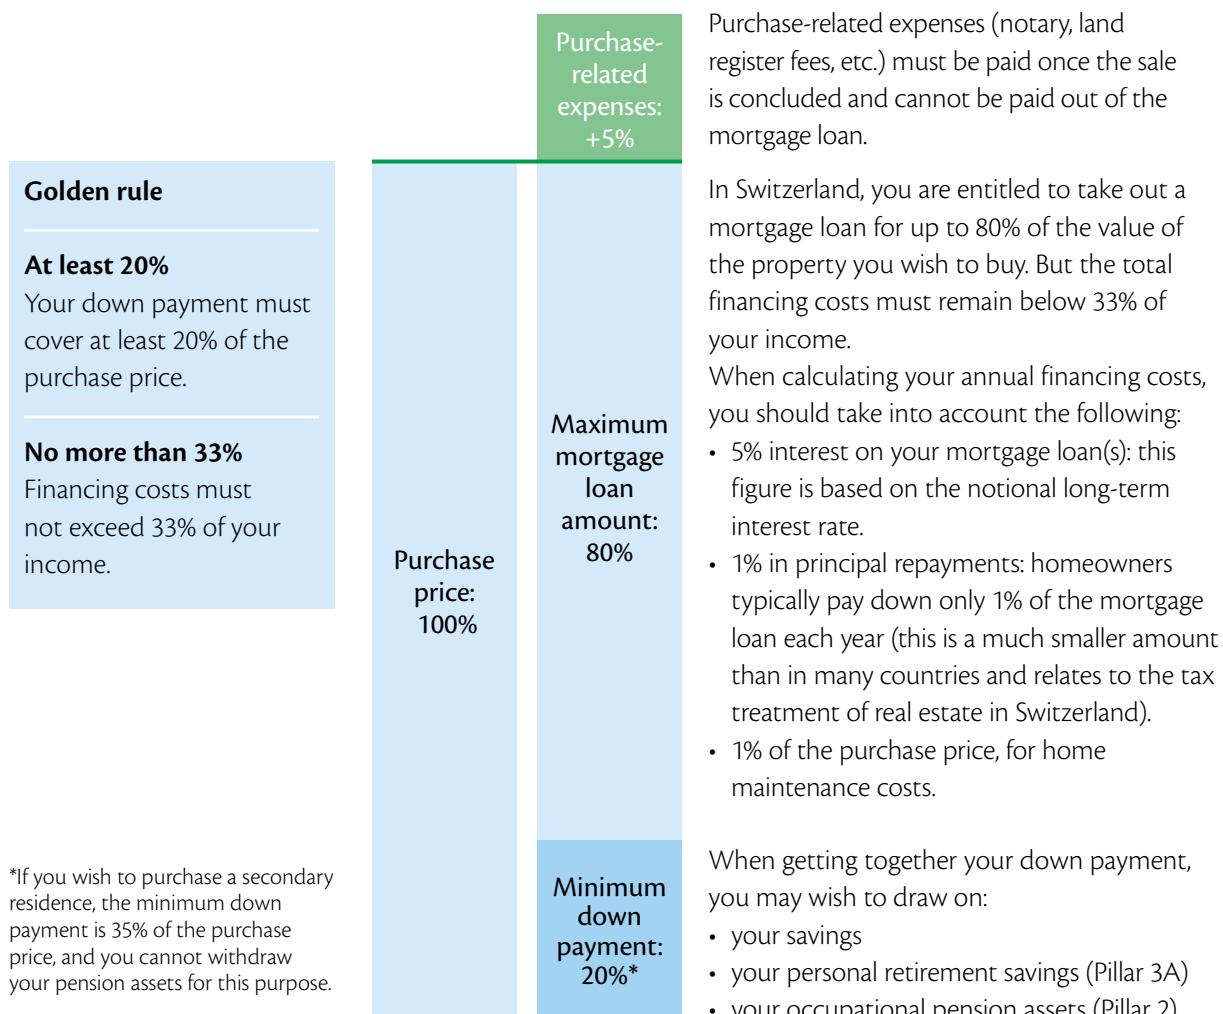 Purchase-
related
expenses:
+5%
Purchase-related expenses (notary, land
register fees, etc.) must be paid once the sale
is concluded and cannot be paid out of the
mortgage loan.
Golden rule
At least 20%
Your down payment must
cover at least 20% of the
purchase price.
No more than 33%
Financing costs must
not exceed 33% of your
income.
Purchase
price:
100%
Maximum
mortgage
loan
amount:
80%
In Switzerland, you are entitled to take out a
mortgage loan for up to 80% of the value of
the property you wish to buy. But the total
financing costs must remain below 33% of
your income.
When calculating your annual financing costs,
you should take into account the following:
• 5% interest on your mortgage loan(s): this
figure is based on the notional long-term
interest rate.
• 1% in principal repayments: homeowners
typically pay down only 1% of the mortgage
loan each year (this is a much smaller amount
than in many countries and relates to the tax
treatment of real estate in Switzerland).
• 1% of the purchase price, for home
maintenance costs.
*If you wish to purchase a secondary
residence, the minimum down
payment is 35% of the purchase
price, and you cannot withdraw
your pension assets for this purpose.
Minimum
down
payment:
20%*
When getting together your down payment,
you may wish to draw on:
• your savings
• your personal retirement savings (Pillar 3A)
• your occupational pension assets (Pillar 2)